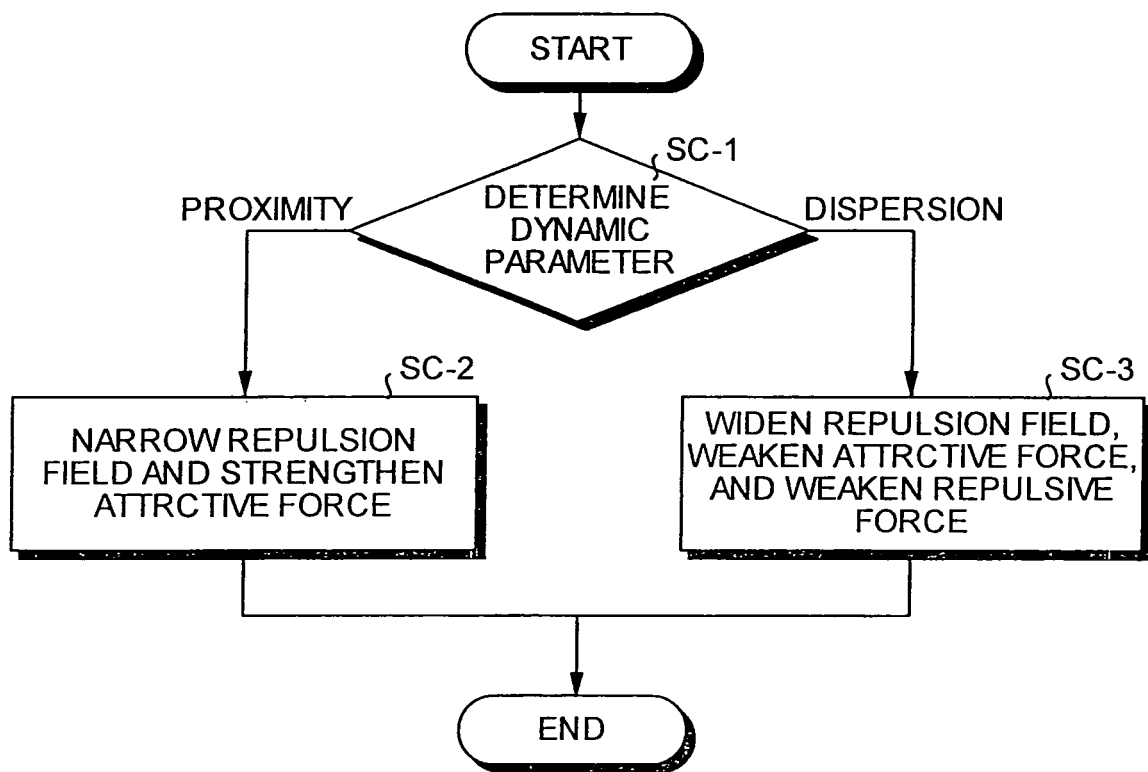 START
SC-1
DETERMINE
DYNAMIC
PARAMETER
PROXIMITY
DISPERSION
SC-2
NARROW REPULSION
FIELD AND STRENGTHEN
ATTRCTIVE FORCE
SC-3
WIDEN REPULSION FIELD,
WEAKEN ATTRCTIVE FORCE,
AND WEAKEN REPULSIVE
FORCE
END